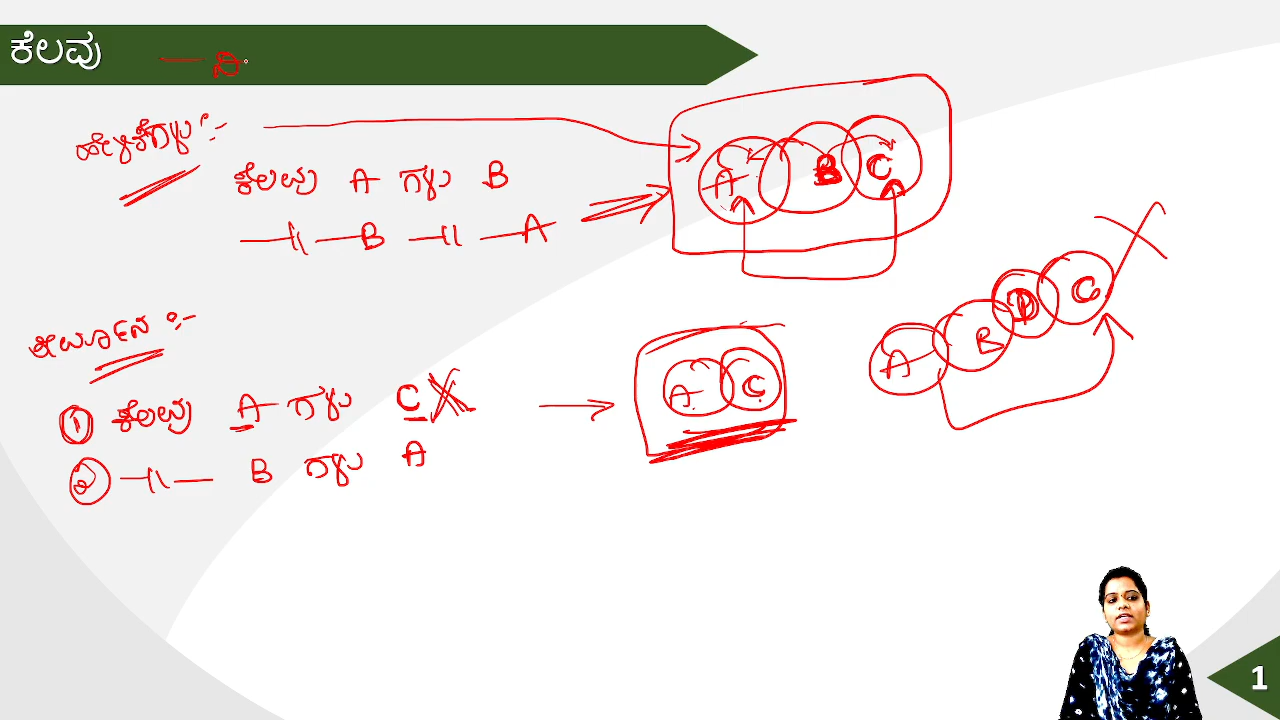 ಕೆಲವು
ಹೇಳಿಕೆಗಳು :-
ಕೆಲವು A ಗಳು B
—〃— B —〃— A
A B C
A B D C
ತೀರ್ಮಾನ :-
① ಕೆಲವು A ಗಳು C
A C
② —〃— B ಗಳು A
1